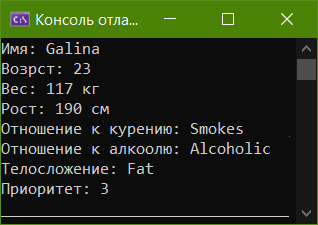 Консоль отла...
Имя: Galina
Возрст: 23
Вес: 117 кг
Рост: 190 см
Отношение к курению: Smokes
Отношение к алкоолю: Alcoholic
Телосложение: Fat
Приоритет: 3